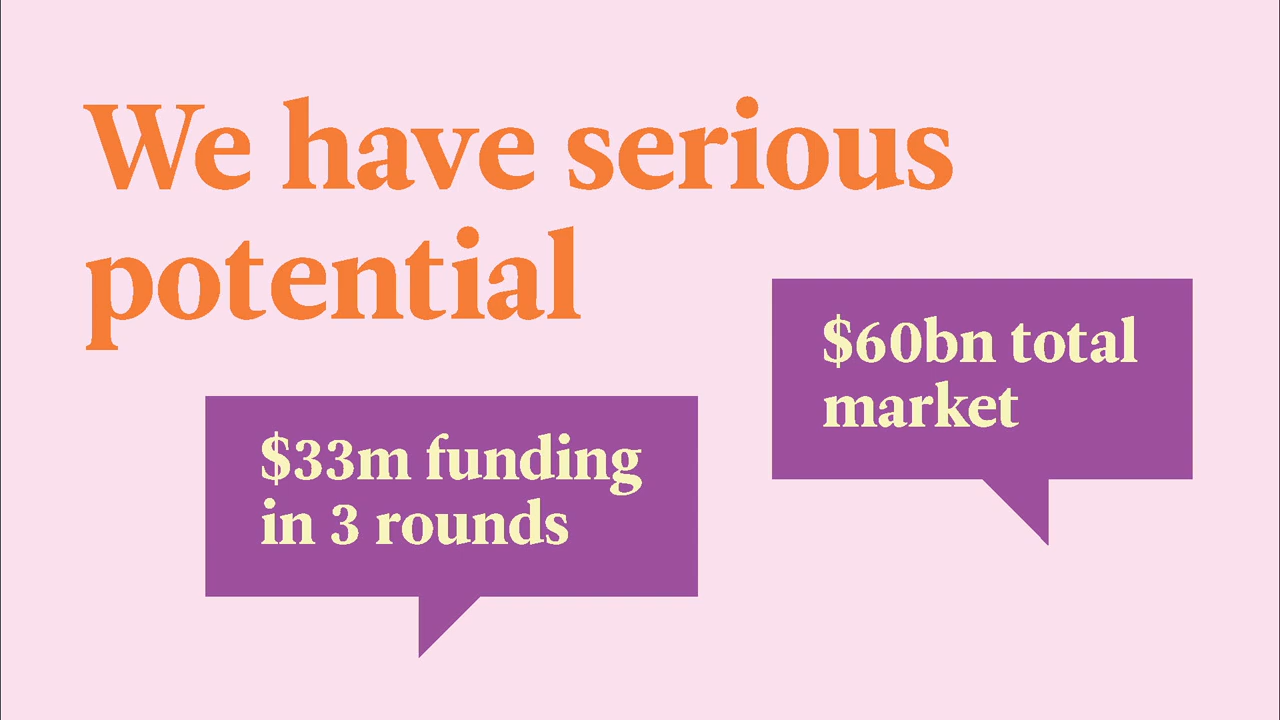 We have serious
potential
$60bn total
market
$33m funding
in 3 rounds